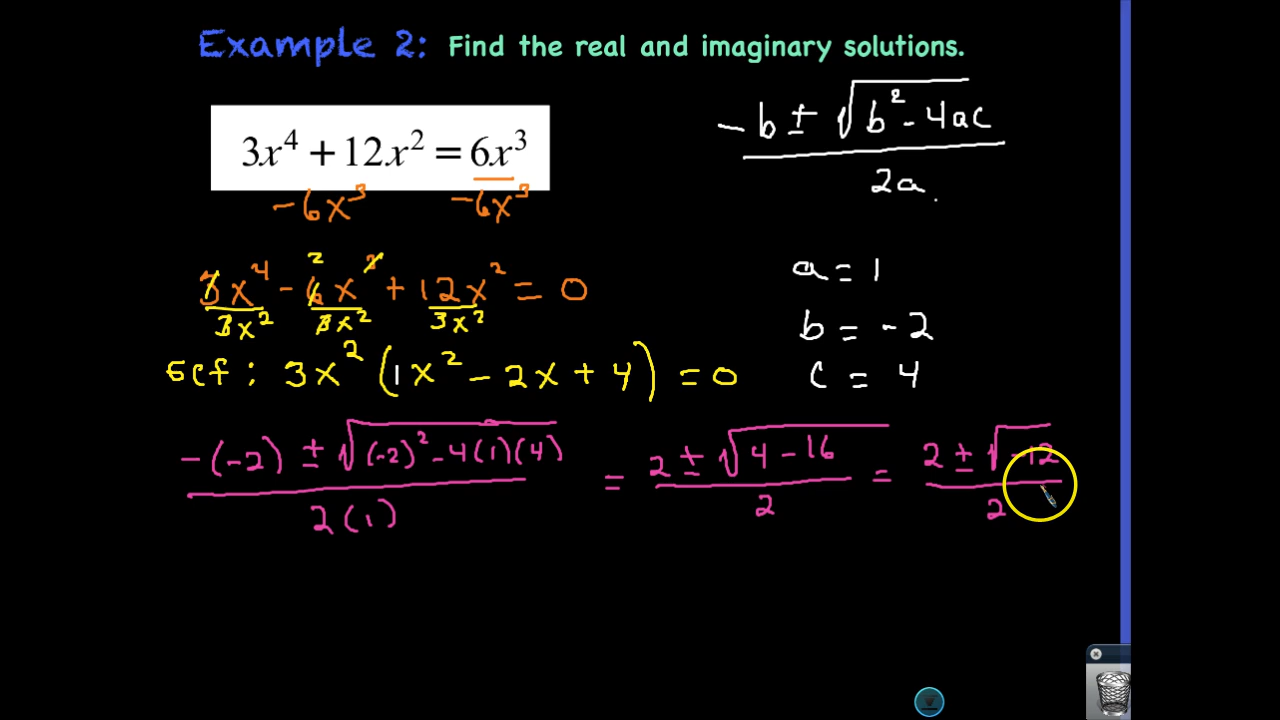 Example 2: Find the real and imaginary solutions.
3x⁴ + 12x² = 6x³
-6x³ -6x³
-b ± √(b² - 4ac)
2a.
3x⁴ - 6x³ + 12x² = 0
2
3x² 3x² 3x²
a = 1
b = -2
c = 4
GCF: 3x² (1x² - 2x + 4) = 0
-(-2) ± √((-2)² - 4(1)(4)) = 2 ± √(4 - 16) = 2 ± √(-12)
2(1) 2 2